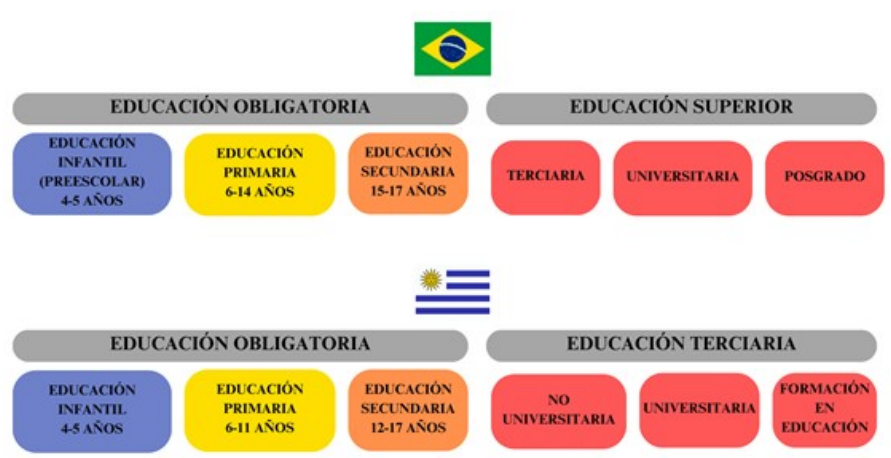 EDUCACIÓN OBLIGATORIA
EDUCACIÓN SUPERIOR
EDUCACIÓN
INFANTIL
(PREESCOLAR)
4-5 AÑOS
EDUCACIÓN
PRIMARIA
6-14 AÑOS
EDUCACIÓN
SECUNDARIA
15-17 AÑOS
TERCIARIA
UNIVERSITARIA
POSGRADO
EDUCACIÓN OBLIGATORIA
EDUCACIÓN TERCIARIA
EDUCACIÓN
INFANTIL
4-5 AÑOS
EDUCACIÓN
PRIMARIA
6-11 AÑOS
EDUCACIÓN
SECUNDARIA
12-17 AÑOS
NO
UNIVERSITARIA
UNIVERSITARIA
FORMACIÓN
EN
EDUCACIÓN